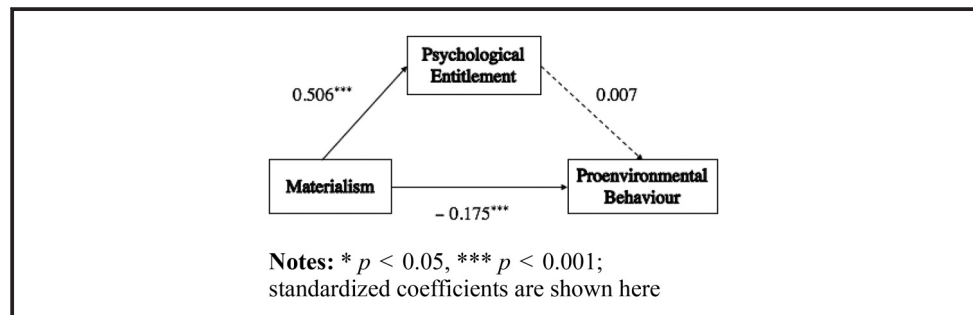 Psychological
Entitlement
0.506***
0.007
Materialism
Proenvironmental
Behaviour
– 0.175***
Notes: * p < 0.05, *** p < 0.001;
standardized coefficients are shown here